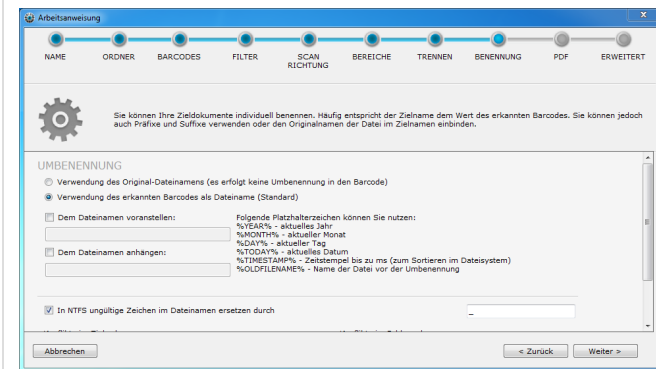 Arbeitsanweisung
NAME
ORDNER
BARCODES
FILTER
SCAN
RICHTUNG
BEREICHE
TRENNEN
BENENNUNG
PDF
ERWEITERT
Sie können Ihre Zieldokumente individuell benennen. Häufig entspricht der Zielname dem Wert des erkannten Barcodes. Sie können jedoch
auch Präfixe und Suffixe verwenden oder den Originalnamen der Datei im Zielnamen einbinden.
UMBENENNUNG
Verwendung des Original-Dateinamens (es erfolgt keine Umbenennung in den Barcode)
Verwendung des erkannten Barcodes als Dateiname (Standard)
Dem Dateinamen voranstellen:
Dem Dateinamen anhängen:
Folgende Platzhalterzeichen können Sie nutzen:
%YEAR% - aktuelles Jahr
%MONTH% - aktueller Monat
%DAY% - aktueller Tag
%TODAY% - aktuelles Datum
%TIMESTAMP% - Zeitstempel bis zu ms (zum Sortieren im Dateisystem)
%OLDFILENAME% - Name der Datei vor der Umbenennung
In NTFS ungültige Zeichen im Dateinamen ersetzen durch
_
Abbrechen
< Zurück
Weiter >